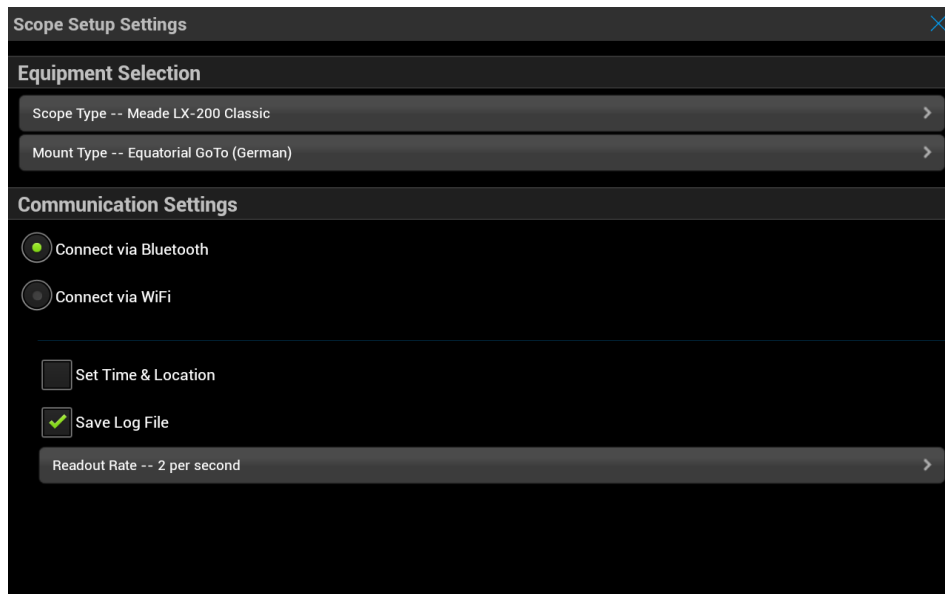 Scope Setup Settings
Equipment Selection
Scope Type -- Meade LX-200 Classic
Mount Type -- Equatorial GoTo (German)
Communication Settings
Connect via Bluetooth
Connect via WiFi
Set Time & Location
Save Log File
Readout Rate -- 2 per second